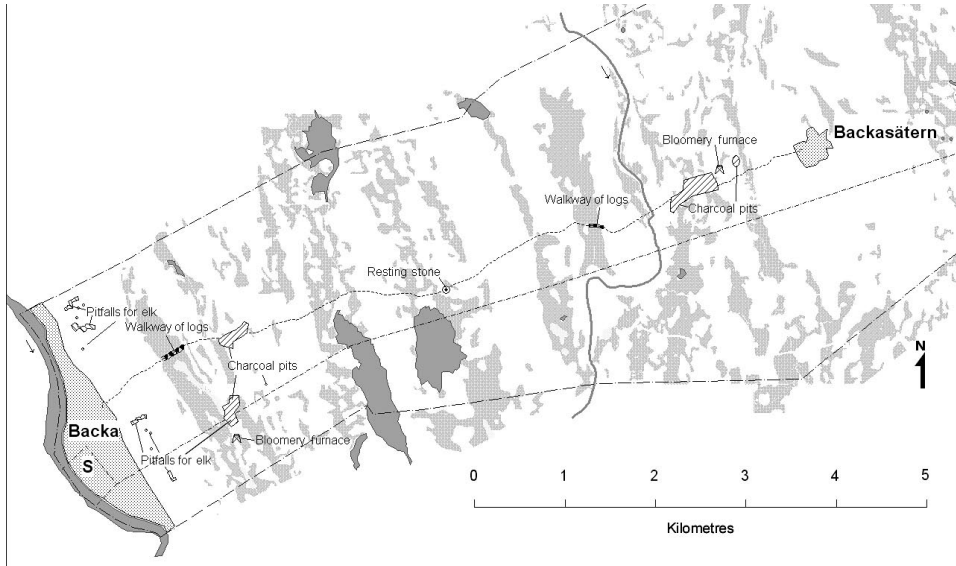 Backasätern
Bloomery furnace
Charcoal pits
Walkway of logs
Resting stone
Pitfalls for elk
Walkway of logs
Charcoal pits
N
Backa
S
Pitfalls for elk
Bloomery furnace
0 1 2 3 4 5
Kilometres